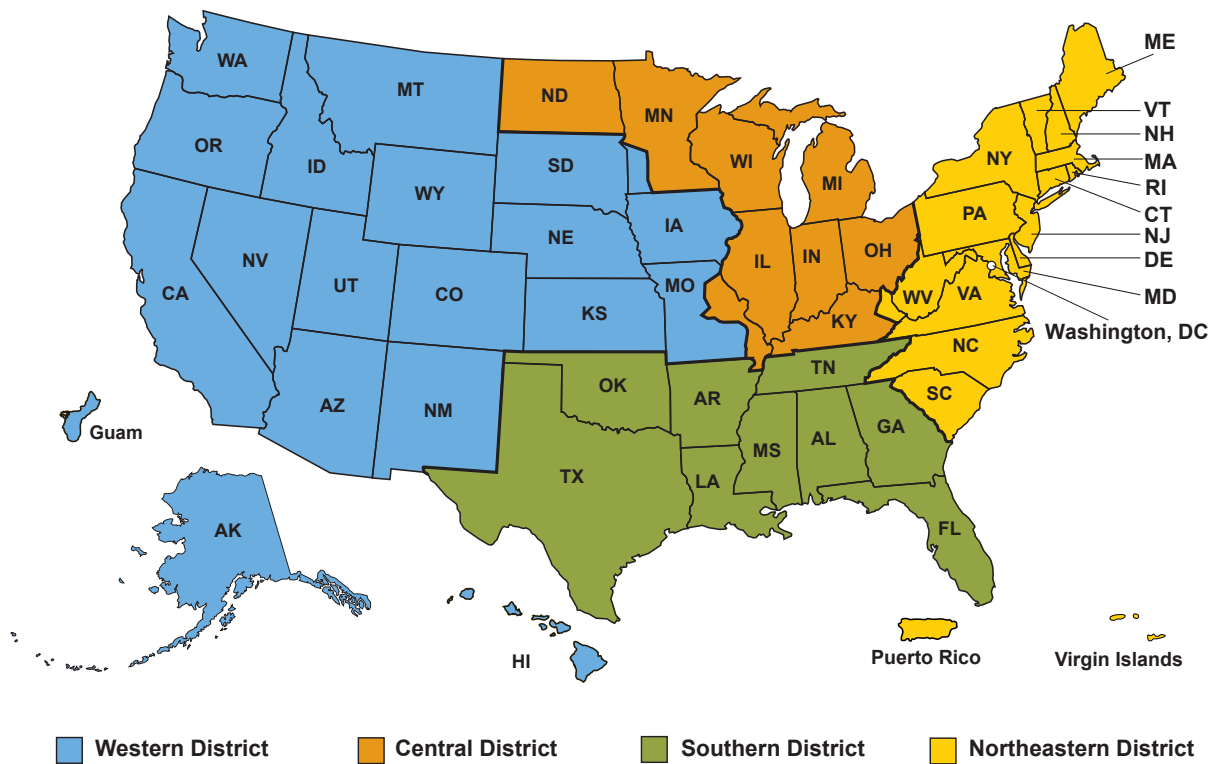 ME
WA
MT
ND
MN
VT
NH
OR
ID
SD
WI
NY
MA
MI
RI
WY
CT
PA
IA
NJ
NE
OH
DE
NV
IL
IN
UT
CO
MO
WV
VA
MD
CA
KS
KY
Washington, DC
NC
TN
OK
AR
SC
AZ
NM
GA
Guam
MS
AL
TX
LA
AK
FL
HI
Puerto Rico
Virgin Islands
Western District
Central District
Southern District
Northeastern District